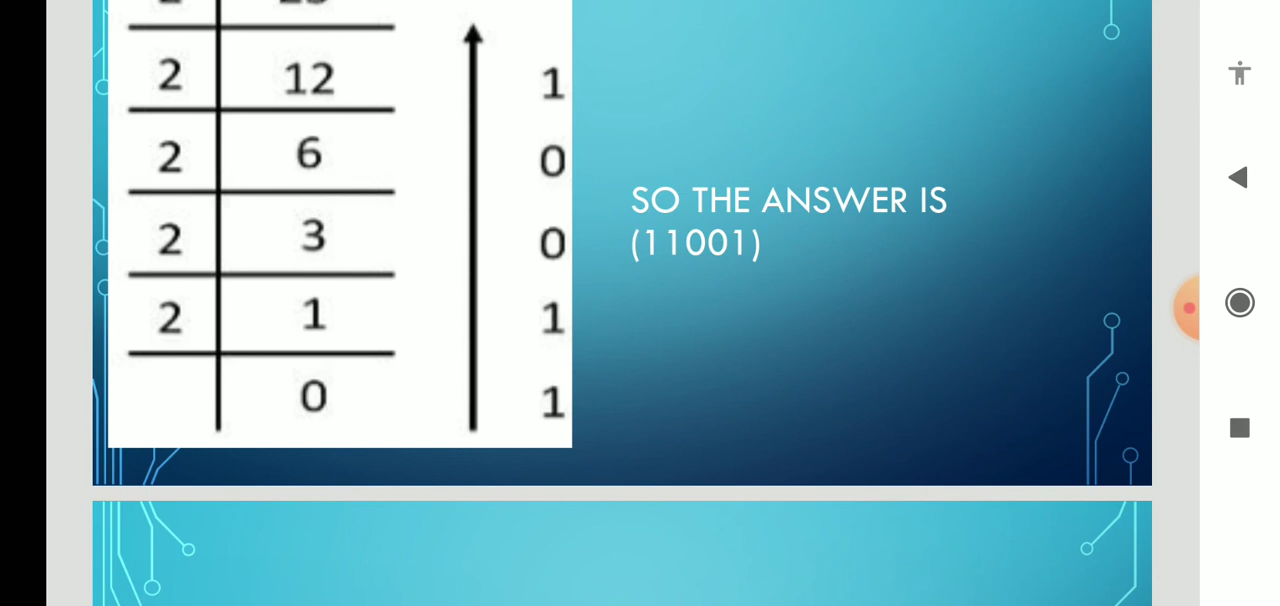 2 12 1
2 6 0
2 3 0
2 1 1
0 1
SO THE ANSWER IS
(11001)